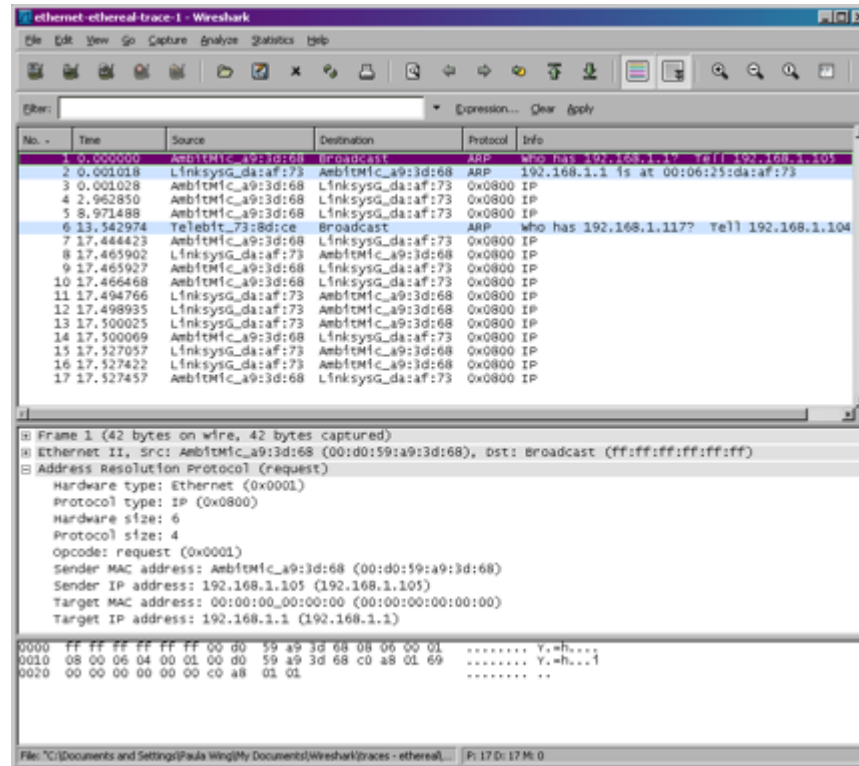 ethernet-ethereal-trace-1 - Wireshark
File Edit View Go Capture Analyze Statistics Help
Filter: Expression... Clear Apply
No. - Time Source Destination Protocol Info
1 0.000000 AmbitMic_a9:3d:68 Broadcast ARP who has 192.168.1.1? Tell 192.168.1.105
2 0.001018 LinksysG_da:af:73 AmbitMic_a9:3d:68 ARP 192.168.1.1 is at 00:06:25:da:af:73
3 0.001028 AmbitMic_a9:3d:68 LinksysG_da:af:73 0x0800 IP
4 2.962850 AmbitMic_a9:3d:68 LinksysG_da:af:73 0x0800 IP
5 8.971488 AmbitMic_a9:3d:68 LinksysG_da:af:73 0x0800 IP
6 13.542974 Telebit_73:8d:ce Broadcast ARP who has 192.168.1.117? Tell 192.168.1.104
7 17.444423 AmbitMic_a9:3d:68 LinksysG_da:af:73 0x0800 IP
8 17.465902 LinksysG_da:af:73 AmbitMic_a9:3d:68 0x0800 IP
9 17.465927 AmbitMic_a9:3d:68 LinksysG_da:af:73 0x0800 IP
10 17.466468 AmbitMic_a9:3d:68 LinksysG_da:af:73 0x0800 IP
11 17.494766 LinksysG_da:af:73 AmbitMic_a9:3d:68 0x0800 IP
12 17.498935 LinksysG_da:af:73 AmbitMic_a9:3d:68 0x0800 IP
13 17.500025 LinksysG_da:af:73 AmbitMic_a9:3d:68 0x0800 IP
14 17.500069 AmbitMic_a9:3d:68 LinksysG_da:af:73 0x0800 IP
15 17.527057 LinksysG_da:af:73 AmbitMic_a9:3d:68 0x0800 IP
16 17.527422 LinksysG_da:af:73 AmbitMic_a9:3d:68 0x0800 IP
17 17.527457 AmbitMic_a9:3d:68 LinksysG_da:af:73 0x0800 IP
Frame 1 (42 bytes on wire, 42 bytes captured)
Ethernet II, Src: AmbitMic_a9:3d:68 (00:d0:59:a9:3d:68), Dst: Broadcast (ff:ff:ff:ff:ff:ff)
Address Resolution Protocol (request)
Hardware type: Ethernet (0x0001)
Protocol type: IP (0x0800)
Hardware size: 6
Protocol size: 4
Opcode: request (0x0001)
Sender MAC address: AmbitMic_a9:3d:68 (00:d0:59:a9:3d:68)
Sender IP address: 192.168.1.105 (192.168.1.105)
Target MAC address: 00:00:00_00:00:00 (00:00:00:00:00:00)
Target IP address: 192.168.1.1 (192.168.1.1)
0000 ff ff ff ff ff ff 00 d0 59 a9 3d 68 08 06 00 01 ........ Y.=h....
0010 08 00 06 04 00 01 00 d0 59 a9 3d 68 c0 a8 01 69 ........ Y.=h...i
0020 00 00 00 00 00 00 c0 a8 01 01 ........ ..
File: "C:\Documents and Settings\Paula Wing\My Documents\Wireshark\traces - ethereal\... P: 17 D: 17 M: 0